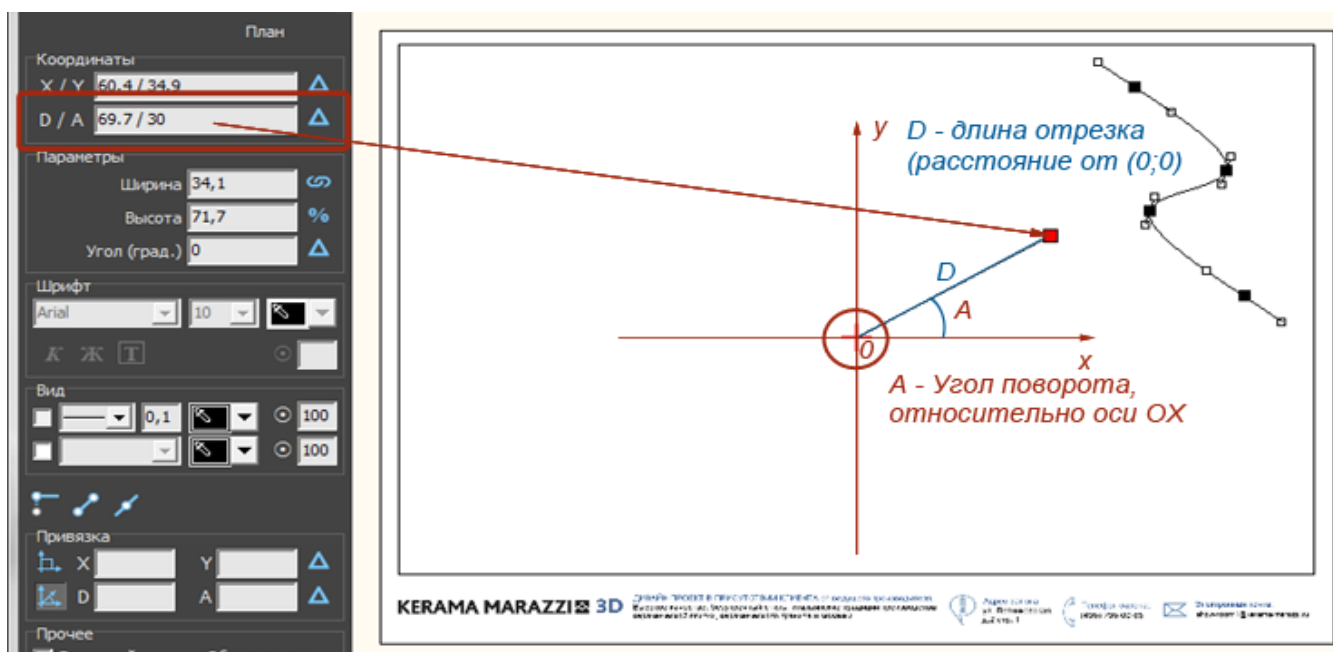 План
Координаты
X / Y 60.4 / 34.9
D / A 69.7 / 30
Параметры
Ширина 34,1
Высота 71,7 %
Угол (град.) 0
Шрифт
Arial 10
К Ж T
Вид
0,1 100
100
Привязка
X Y
D A
Прочее
y
D - длина отрезка
(расстояние от (0;0)
D
A
0
x
A - Угол поворота,
относительно оси OX
KERAMA MARAZZI 3D